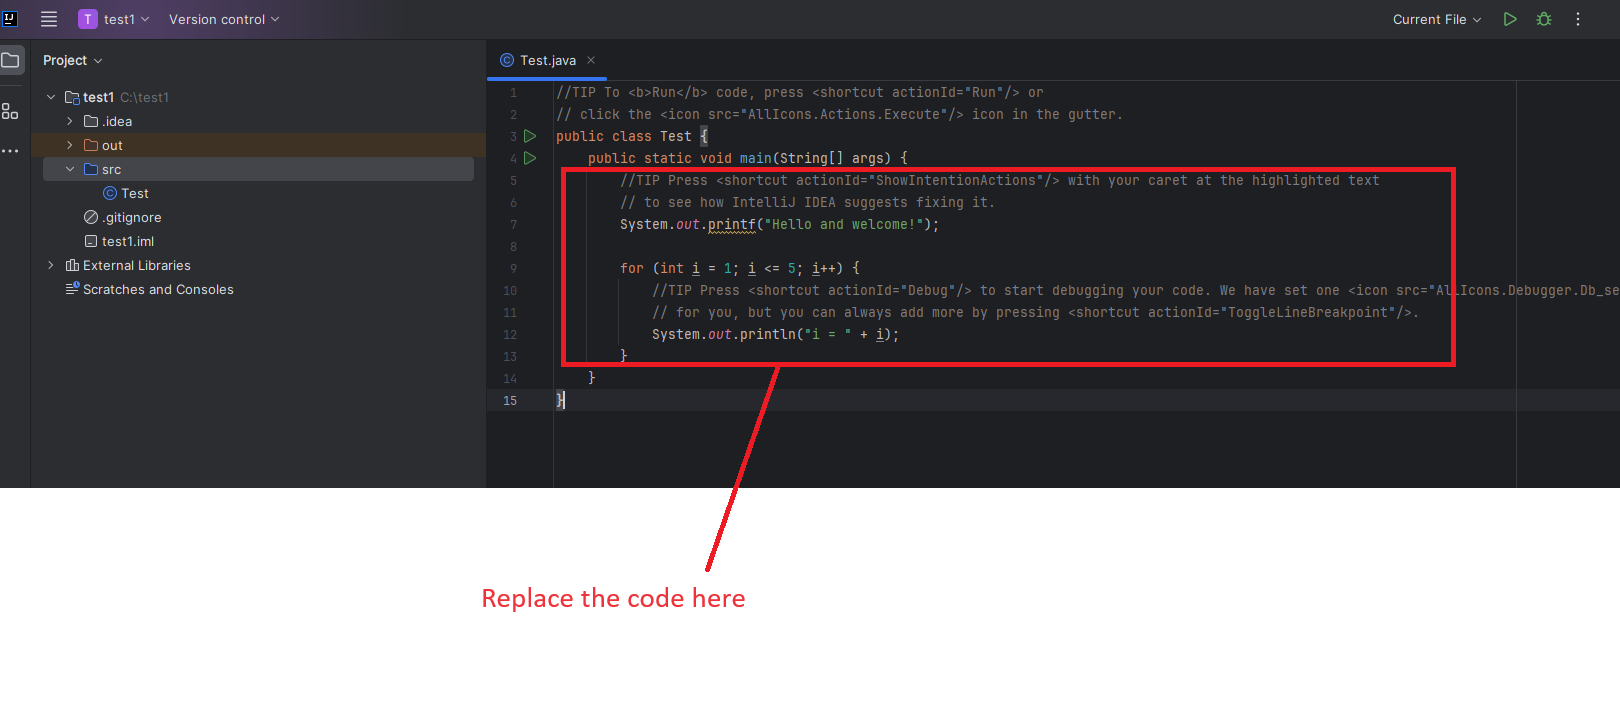 IJ
T test1
Version control
Current File
Project
Test.java
test1 C:\test1
.idea
out
src
Test
.gitignore
test1.iml
External Libraries
Scratches and Consoles
1 //TIP To <b>Run</b> code, press <shortcut actionId="Run"/> or
2 // click the <icon src="AllIcons.Actions.Execute"/> icon in the gutter.
3 public class Test {
4 public static void main(String[] args) {
5 //TIP Press <shortcut actionId="ShowIntentionActions"/> with your caret at the highlighted text
6 // to see how IntelliJ IDEA suggests fixing it.
7 System.out.printf("Hello and welcome!");
8
9 for (int i = 1; i <= 5; i++) {
10 //TIP Press <shortcut actionId="Debug"/> to start debugging your code. We have set one <icon src="AllIcons.Debugger.Db_se
11 // for you, but you can always add more by pressing <shortcut actionId="ToggleLineBreakpoint"/>.
12 System.out.println("i = " + i);
13 }
14 }
15 }
Replace the code here